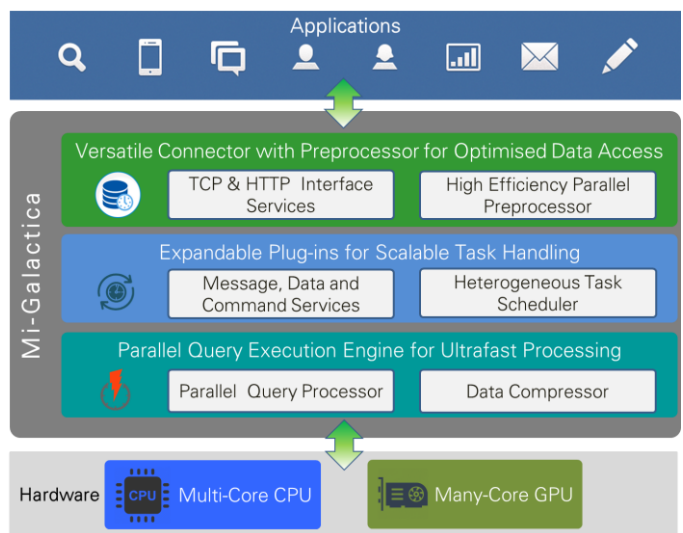 Applications
Mi-Galactica
Versatile Connector with Preprocessor for Optimised Data Access
TCP & HTTP Interface
Services
High Efficiency Parallel
Preprocessor
Expandable Plug-ins for Scalable Task Handling
Message, Data and
Command Services
Heterogeneous Task
Scheduler
Parallel Query Execution Engine for Ultrafast Processing
Parallel Query Processor
Data Compressor
Hardware
CPU
Multi-Core CPU
Many-Core GPU